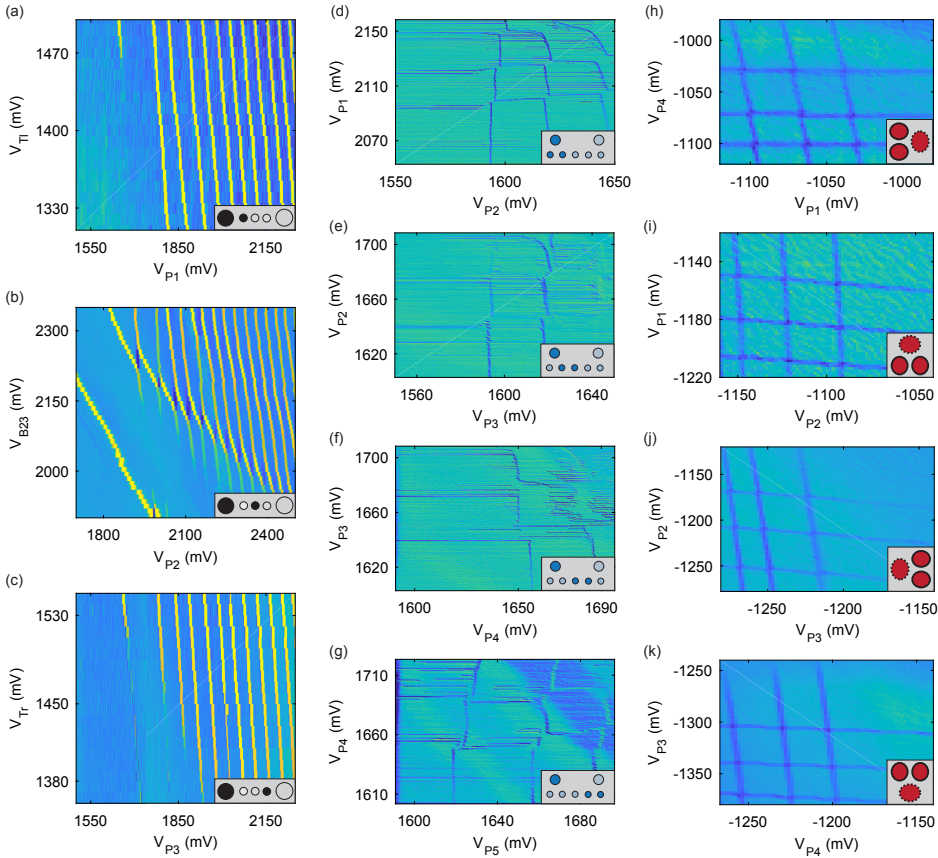 (a)
1470
1400
1330
V_Tl (mV)
1550 1850 2150
V_P1 (mV)
(b)
2300
2150
2000
V_B23 (mV)
1800 2100 2400
V_P2 (mV)
(c)
1530
1450
1380
V_Tr (mV)
1550 1850 2150
V_P3 (mV)
(d)
2150
2110
2070
V_P1 (mV)
1550 1600 1650
V_P2 (mV)
(e)
1700
1660
1620
V_P2 (mV)
1560 1600 1640
V_P3 (mV)
(f)
1700
1660
1620
V_P3 (mV)
1600 1650 1690
V_P4 (mV)
(g)
1710
1660
1610
V_P4 (mV)
1600 1640 1680
V_P5 (mV)
(h)
-1000
-1050
-1100
V_P4 (mV)
-1100 -1050 -1000
V_P1 (mV)
(i)
-1140
-1180
-1220
V_P1 (mV)
-1150 -1100 -1050
V_P2 (mV)
(j)
-1150
-1200
-1250
V_P2 (mV)
-1250 -1200 -1150
V_P3 (mV)
(k)
-1250
-1300
-1350
V_P3 (mV)
-1250 -1200 -1150
V_P4 (mV)